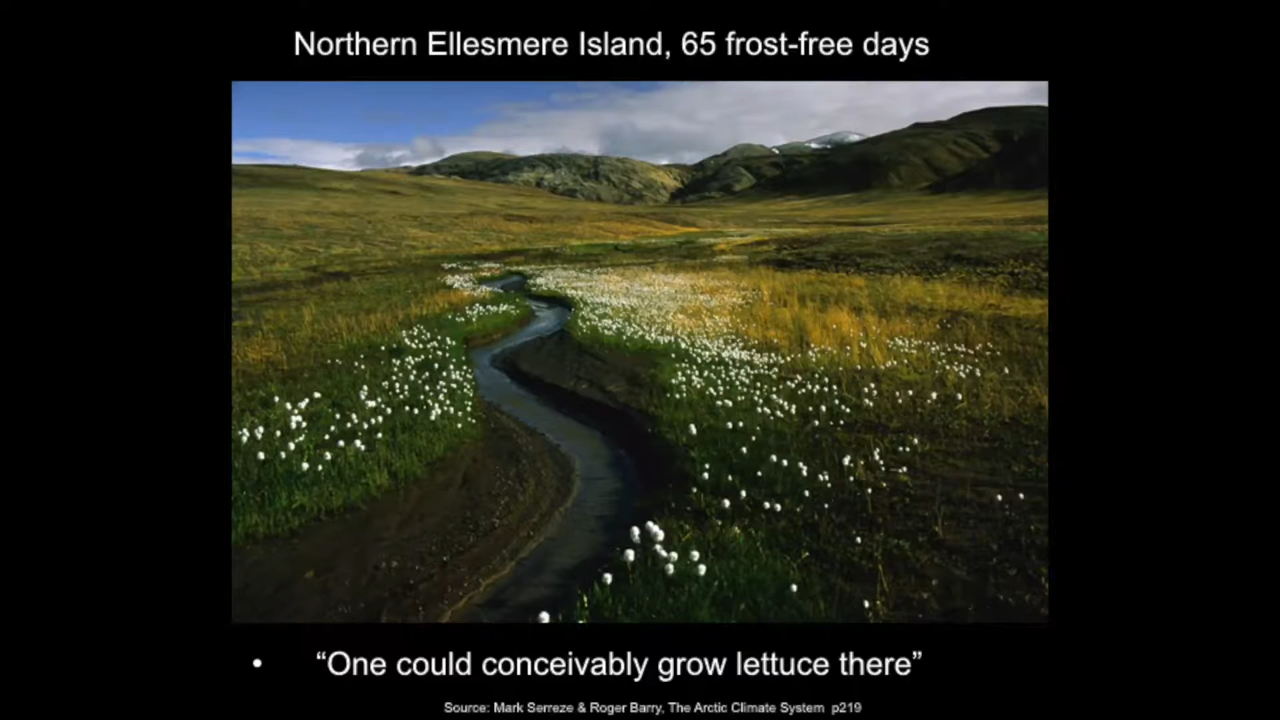 Northern Ellesmere Island, 65 frost-free days
• “One could conceivably grow lettuce there”
Source: Mark Serreze & Roger Barry, The Arctic Climate System p219